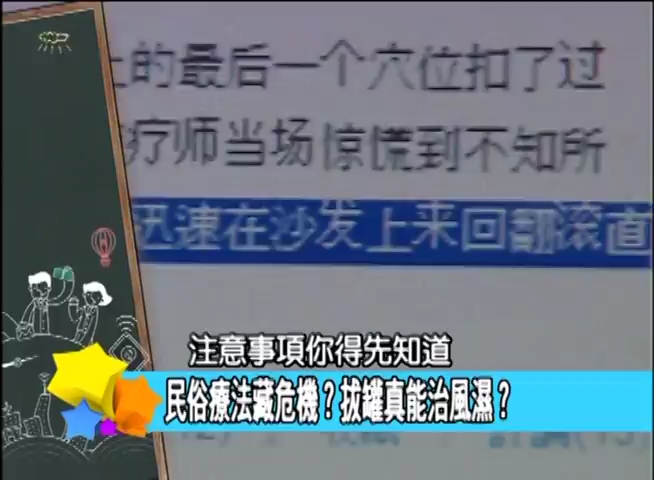 上的最后一个穴位扣了过
疗师当场惊慌到不知所
迅速在沙发上来回翻滚直
注意事項你得先知道
民俗療法藏危機？拔罐真能治風濕？